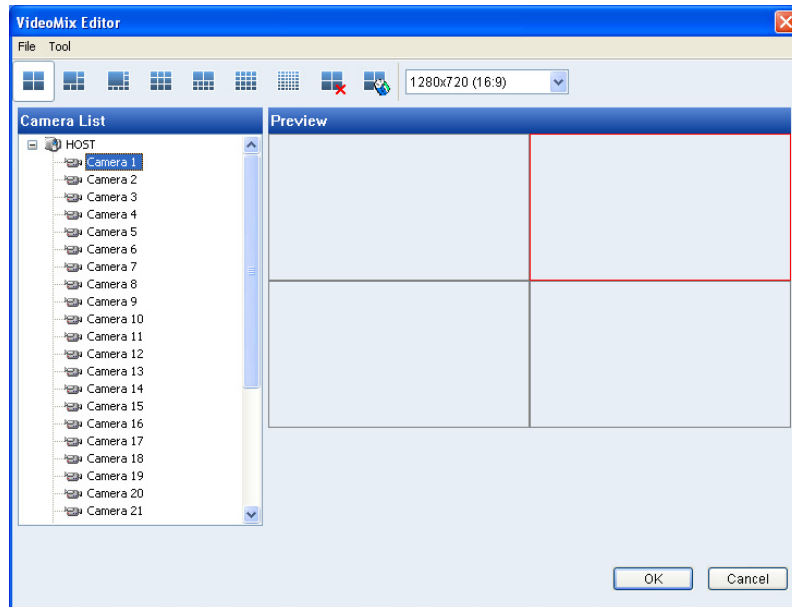 VideoMix Editor
File Tool
1280x720 (16:9)
Camera List
Preview
HOST
Camera 1
Camera 2
Camera 3
Camera 4
Camera 5
Camera 6
Camera 7
Camera 8
Camera 9
Camera 10
Camera 11
Camera 12
Camera 13
Camera 14
Camera 15
Camera 16
Camera 17
Camera 18
Camera 19
Camera 20
Camera 21
OK
Cancel